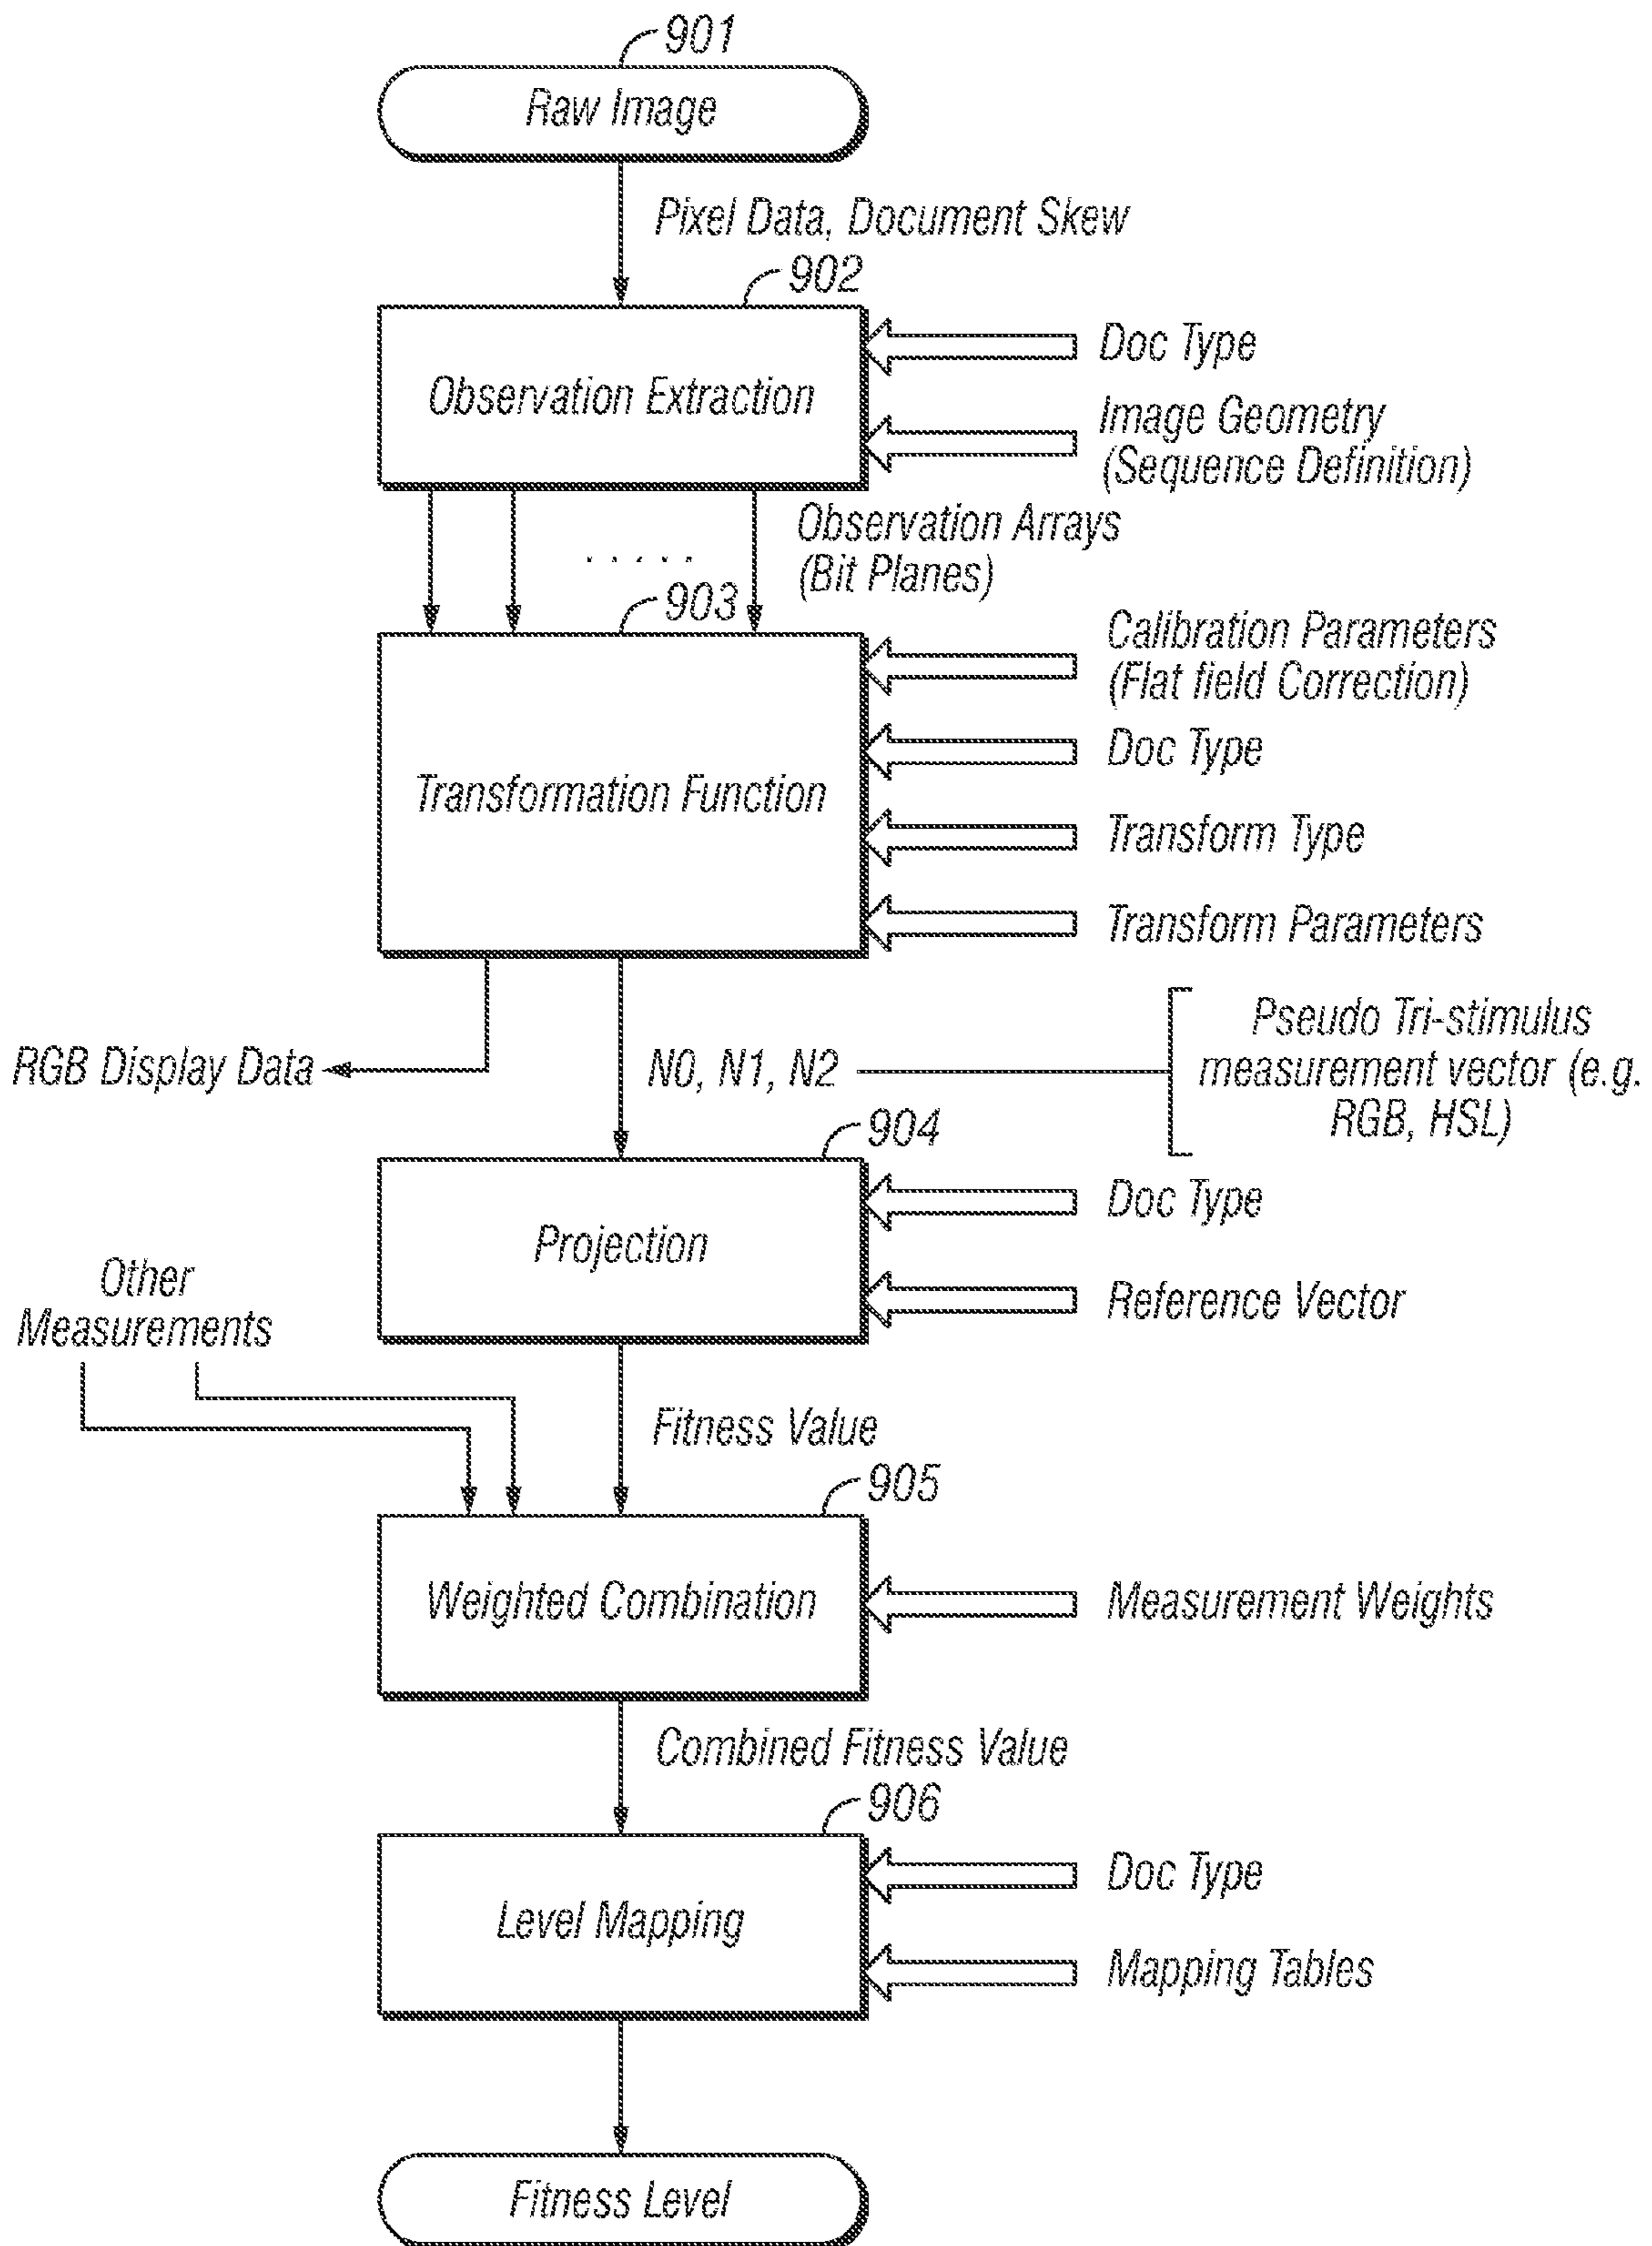 901
Raw Image
Pixel Data, Document Skew
902
Doc Type
Observation Extraction
Image Geometry
(Sequence Definition)
Observation Arrays
(Bit Planes)
. . . . .
903
Calibration Parameters
(Flat field Correction)
Doc Type
Transformation Function
Transform Type
Transform Parameters
RGB Display Data
N0, N1, N2
Pseudo Tri-stimulus
measurement vector (e.g.
RGB, HSL)
904
Doc Type
Projection
Reference Vector
Other
Measurements
Fitness Value
905
Weighted Combination
Measurement Weights
Combined Fitness Value
906
Doc Type
Level Mapping
Mapping Tables
Fitness Level